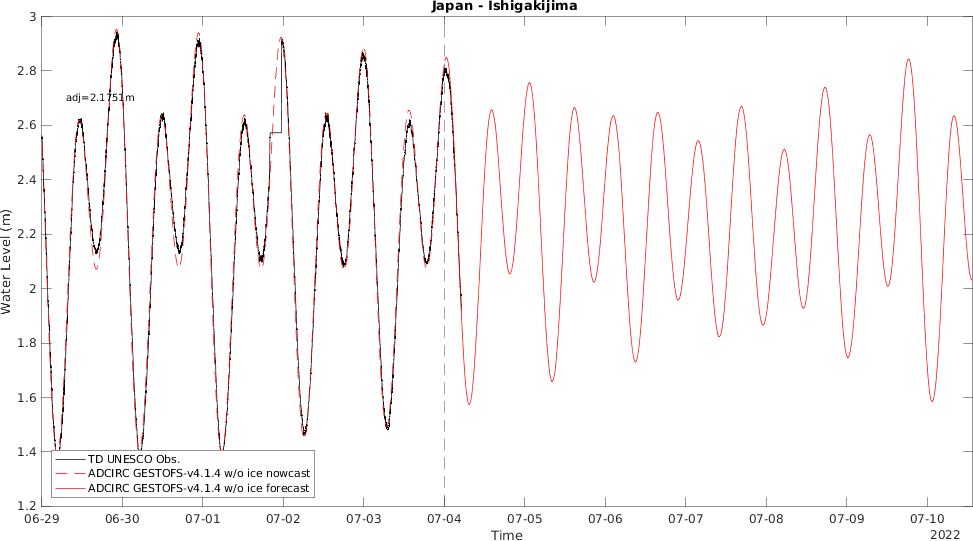 Japan - Ishigakijima
3
2.8
2.6
2.4
2.2
2
1.8
1.6
1.4
1.2
Water Level (m)
adj=2.1751m
TD UNESCO Obs.
ADCIRC GESTOFS-v4.1.4 w/o ice nowcast
ADCIRC GESTOFS-v4.1.4 w/o ice forecast
06-29 06-30 07-01 07-02 07-03 07-04 07-05 07-06 07-07 07-08 07-09 07-10
Time
2022